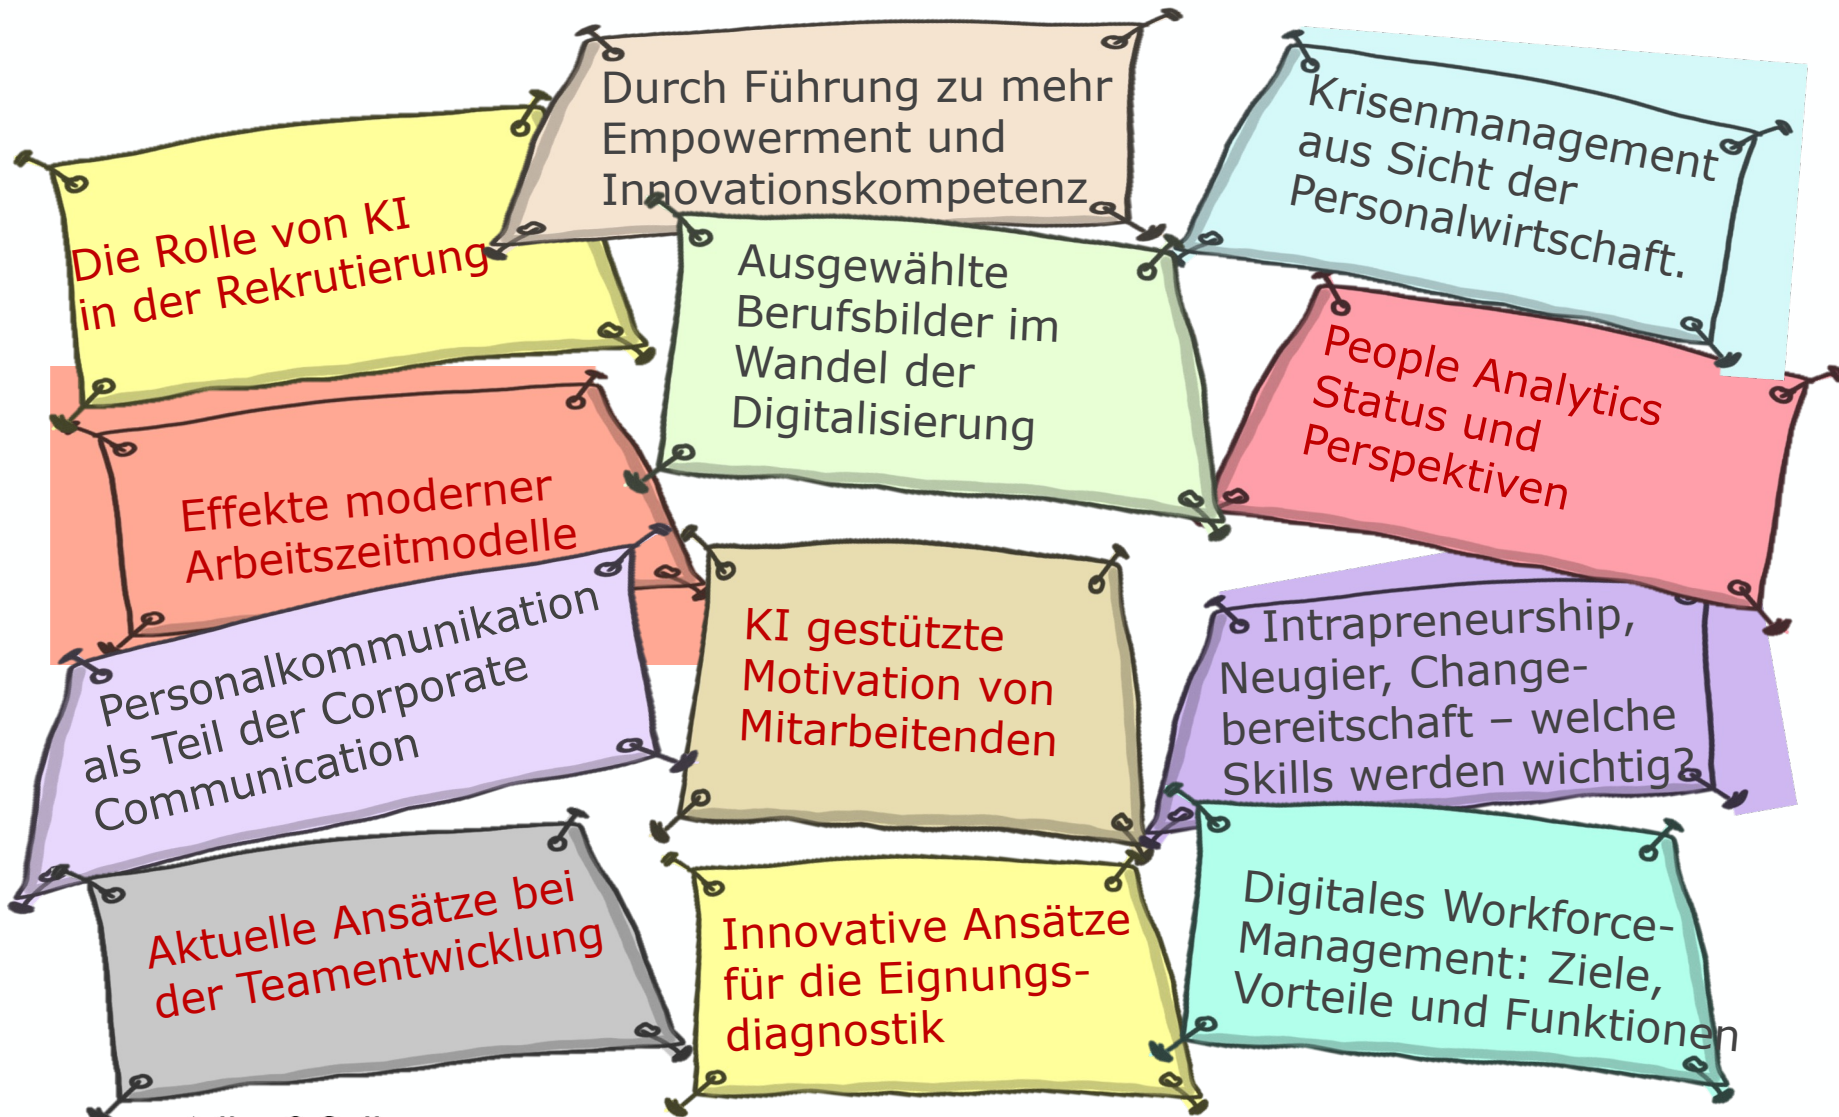 Durch Führung zu mehr
Empowerment und
Innovationskompetenz
Krisenmanagement
aus Sicht der
Personalwirtschaft.
Die Rolle von KI
in der Rekrutierung
Ausgewählte
Berufsbilder im
Wandel der
Digitalisierung
People Analytics
Status und
Perspektiven
Effekte moderner
Arbeitszeitmodelle
Personalkommunikation
als Teil der Corporate
Communication
KI gestützte
Motivation von
Mitarbeitenden
Intrapreneurship,
Neugier, Change-
bereitschaft – welche
Skills werden wichtig?
Aktuelle Ansätze bei
der Teamentwicklung
Innovative Ansätze
für die Eignungs-
diagnostik
Digitales Workforce-
Management: Ziele,
Vorteile und Funktionen